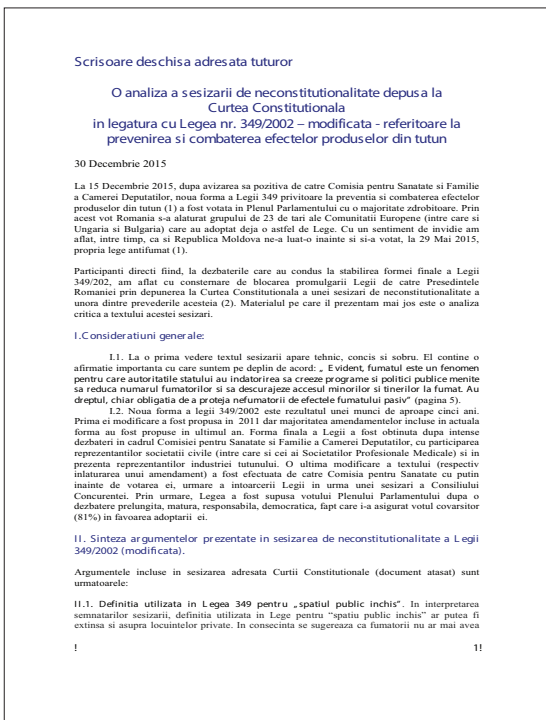 Scrisoare deschisa adresata tuturor
O analiza a sesizarii de neconstitutionalitate depusa la
Curtea Constitutionala
in legatura cu Legea nr. 349/2002 – modificata - referitoare la
prevenirea si combaterea efectelor produselor din tutun
30 Decembrie 2015
La 15 Decembrie 2015, dupa avizarea sa pozitiva de catre Comisia pentru Sanatate si Familie
a Camerei Deputatilor, noua forma a Legii 349 privitoare la preventia si combaterea efectelor
produselor din tutun (1) a fost votata in Plenul Parlamentului cu o majoritate zdrobitoare. Prin
acest vot Romania s-a alaturat grupului de 23 de tari ale Comunitatii Europene (intre care si
Ungaria si Bulgaria) care au adoptat deja o astfel de Lege. Cu un sentiment de invidie am
aflat, intre timp, ca si Republica Moldova ne-a luat-o inainte si si-a votat, la 29 Mai 2015,
propria lege antifumat (1).
Participanti directi fiind, la dezbaterile care au condus la stabilirea formei finale a Legii
349/202, am aflat cu consternare de blocarea promulgarii Legii de catre Presedintele
Romaniei prin depunerea la Curtea Constitutionala a unei sesizari de neconstitutionalitate a
unora dintre prevederile acesteia (2). Materialul pe care il prezentam mai jos este o analiza
critica a textului acestei sesizari.
I.Consideratiuni generale:
I.1. La o prima vedere textul sesizarii apare tehnic, concis si sobru. El contine o
afirmatie importanta cu care suntem pe deplin de acord: „ Evident, fumatul este un fenomen
pentru care autoritatile statului au indatorirea sa creeze programe si politici publice menite
sa reduca numarul fumatorilor si sa descurajeze accesul minorilor si tinerilor la fumat. Au
dreptul, chiar obligatia de a proteja nefumatorii de efectele fumatului pasiv" (pagina 5).
I.2. Noua forma a legii 349/2002 este rezultatul unei munci de aproape cinci ani.
Prima ei modificare a fost propusa in 2011 dar majoritatea amendamentelor incluse in actuala
forma au fost propuse in ultimul an. Forma finala a Legii a fost obtinuta dupa intense
dezbateri in cadrul Comisiei pentru Sanatate si Familie a Camerei Deputatilor, cu participarea
reprezentantilor societatii civile (intre care si cei ai Societatilor Profesionale Medicale) si in
prezenta reprezentantilor industriei tutunului. O ultima modificare a textului (respectiv
inlaturarea unui amendament) a fost efectuata de catre Comisia pentru Sanatate cu putin
inainte de votarea ei, urmare a intoarcerii Legii in urma unei sesizari a Consiliului
Concurentei. Prin urmare, Legea a fost supusa votului Plenului Parlamentului dupa o
dezbatere prelungita, matura, responsabila, democratica, fapt care i-a asigurat votul covarsitor
(81%) in favoarea adoptarii ei.
II. Sinteza argumentelor prezentate in sesizarea de neconstitutionalitate a Legii
349/2002 (modificata).
Argumentele incluse in sesizarea adresata Curtii Constitutionale (document atasat) sunt
urmatoarele:
II.1. Definitia utilizata in Legea 349 pentru „spatiul public inchis". In interpretarea
semnatarilor sesizarii, definitia utilizata in Lege pentru "spatiu public inchis" ar putea fi
extinsa si asupra locuintelor private. In consecinta se sugereaza ca fumatorii nu ar mai avea
! 1!